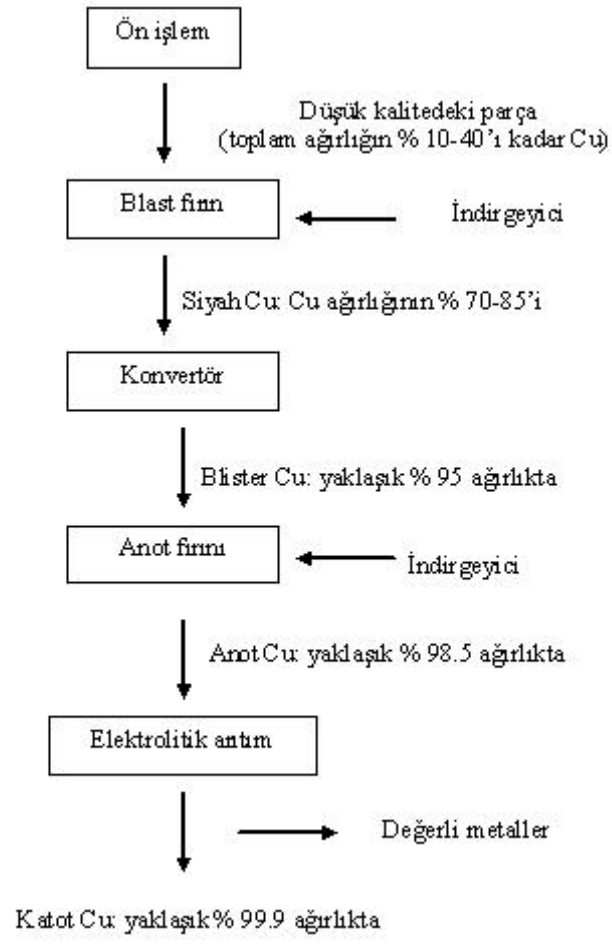 Ön işlem
Düşük kalitedeki parça
(toplam ağırlığın % 10-40'ı kadar Cu)
Blast fırın
İndirgeyici
Siyah Cu: Cu ağırlığının % 70-85'i
Konvertör
Blister Cu: yaklaşık % 95 ağırlıkta
Anot fırını
İndirgeyici
Anot Cu: yaklaşık % 98.5 ağırlıkta
Elektrolitik arıtım
Değerli metaller
Katot Cu: yaklaşık % 99.9 ağırlıkta